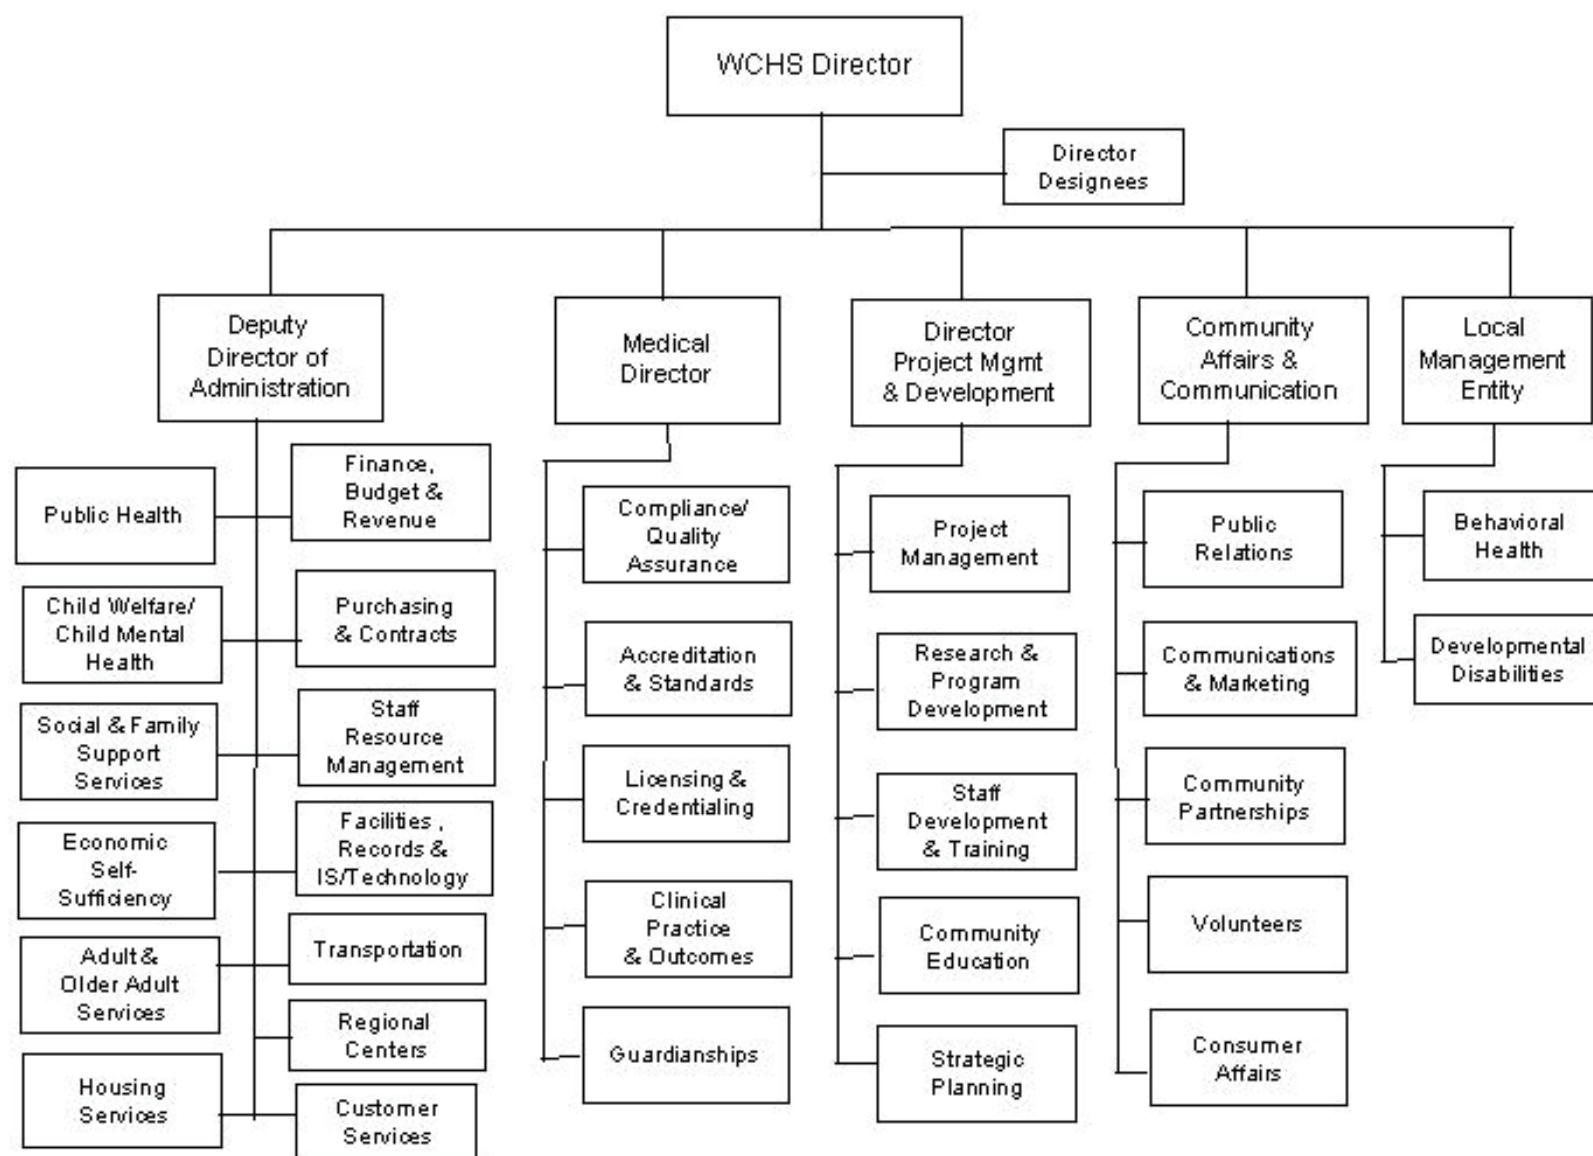 WCHS Director
Director
Designees
Deputy
Director of
Administration
Medical
Director
Director
Project Mgmt
& Development
Community
Affairs &
Communication
Local
Management
Entity
Public Health
Child Welfare/
Child Mental
Health
Social & Family
Support
Services
Economic
Self-
Sufficiency
Adult &
Older Adult
Services
Housing
Services
Finance,
Budget &
Revenue
Purchasing
& Contracts
Staff
Resource
Management
Facilities ,
Records &
IS/Technology
Transportation
Regional
Centers
Customer
Services
Compliance/
Quality
Assurance
Accreditation
& Standards
Licensing &
Credentialing
Clinical
Practice
& Outcomes
Guardianships
Project
Management
Research &
Program
Development
Staff
Development
& Training
Community
Education
Strategic
Planning
Public
Relations
Communications
& Marketing
Community
Partnerships
Volunteers
Consumer
Affairs
Behavioral
Health
Developmental
Disabilities